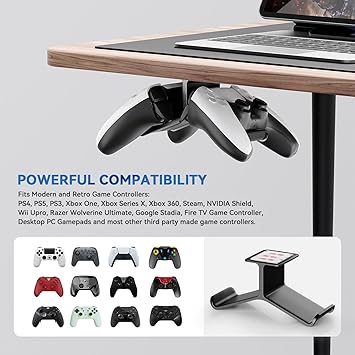 POWERFUL COMPATIBILITY
Fits Modern and Retro Game Controllers:
PS4, PS5, PS3, Xbox One, Xbox Series X, Xbox 360, Steam, NVIDIA Shield,
Wii Upro, Razer Wolverine Ultimate, Google Stadia, Fire TV Game Controller,
Desktop PC Gamepads and most other third party made game controllers.